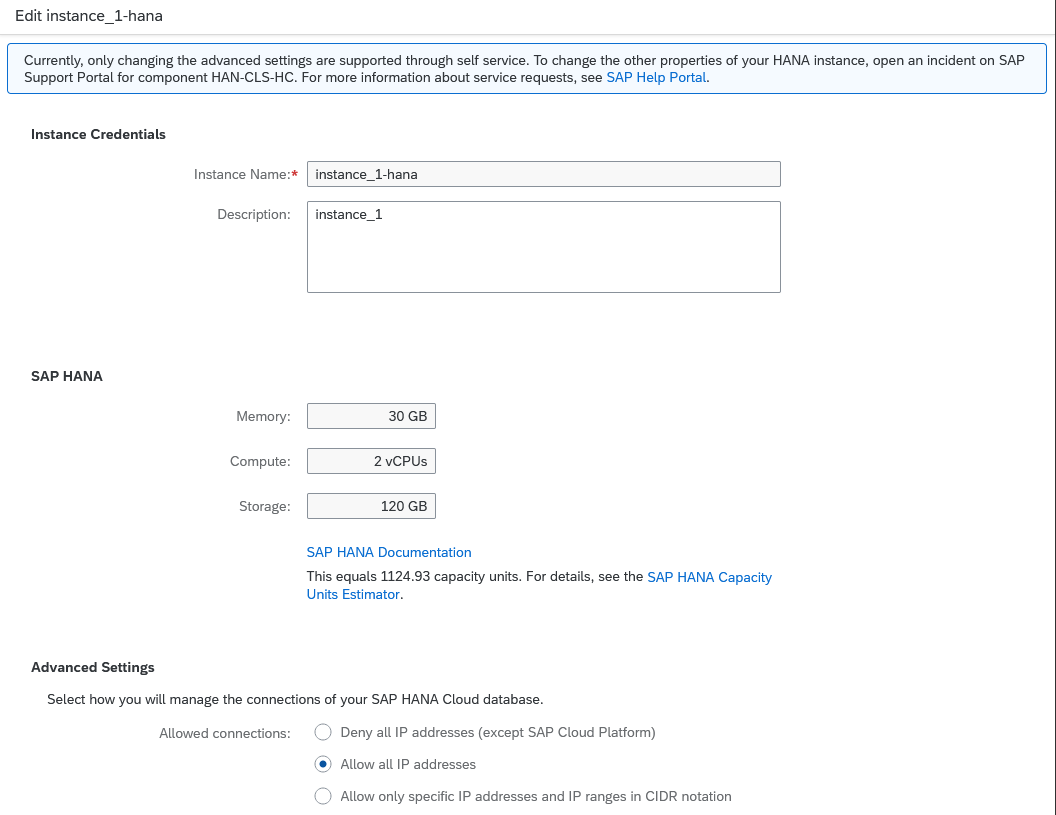 Edit instance_1-hana
Currently, only changing the advanced settings are supported through self service. To change the other properties of your HANA instance, open an incident on SAP
Support Portal for component HAN-CLS-HC. For more information about service requests, see SAP Help Portal.
Instance Credentials
Instance Name:* instance_1-hana
Description: instance_1
SAP HANA
Memory: 30 GB
Compute: 2 vCPUs
Storage: 120 GB
SAP HANA Documentation
This equals 1124.93 capacity units. For details, see the SAP HANA Capacity
Units Estimator.
Advanced Settings
Select how you will manage the connections of your SAP HANA Cloud database.
Allowed connections: Deny all IP addresses (except SAP Cloud Platform)
Allow all IP addresses
Allow only specific IP addresses and IP ranges in CIDR notation